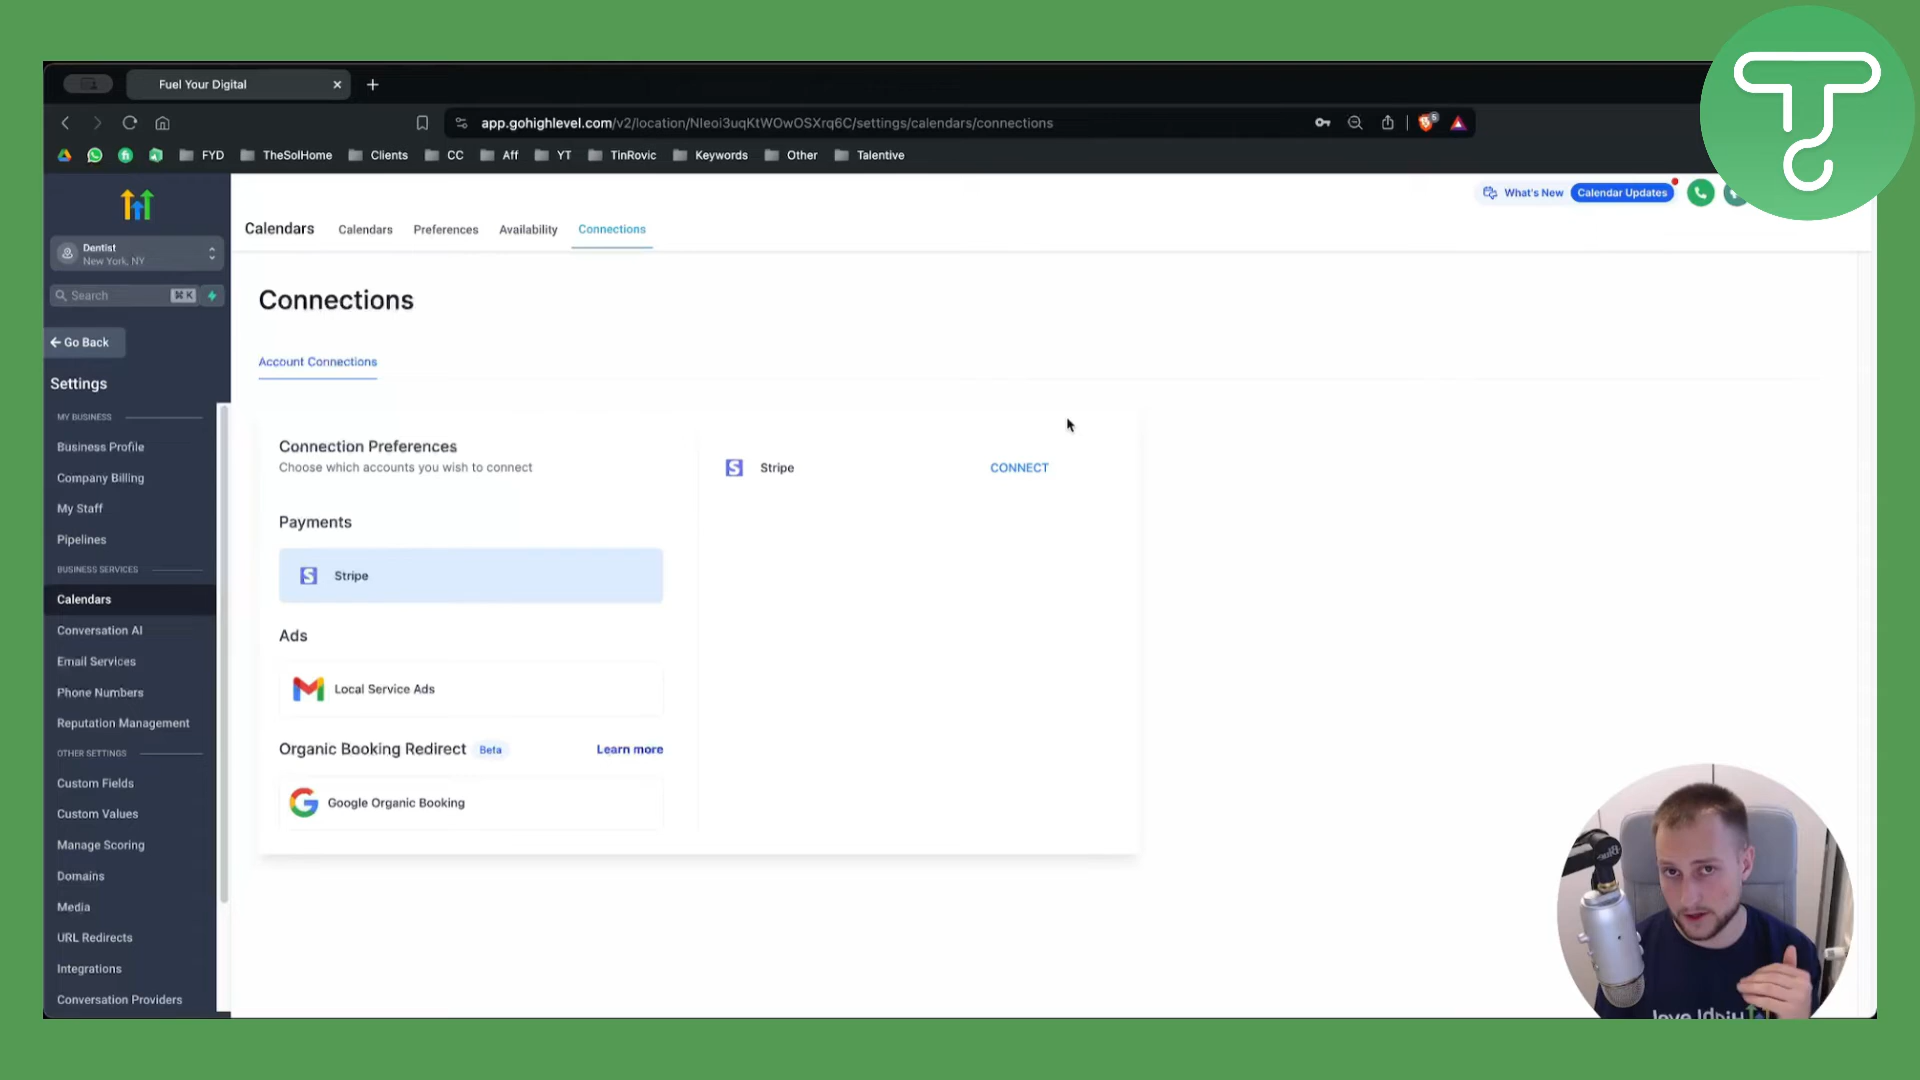 Fuel Your Digital
app.gohighlevel.com/v2/location/Nleoi3uqKtWOwOSXrq6C/settings/calendars/connections
5
FYD TheSolHome Clients CC Aff YT TinRovic Keywords Other Talentive
What's New Calendar Updates
Dentist
New York, NY
Search ⌘ K
Go Back
Settings
MY BUSINESS
Business Profile
Company Billing
My Staff
Pipelines
BUSINESS SERVICES
Calendars
Conversation AI
Email Services
Phone Numbers
Reputation Management
OTHER SETTINGS
Custom Fields
Custom Values
Manage Scoring
Domains
Media
URL Redirects
Integrations
Conversation Providers
Calendars Calendars Preferences Availability Connections
Connections
Account Connections
Connection Preferences
Choose which accounts you wish to connect
Payments
Stripe
Ads
Local Service Ads
Organic Booking Redirect Beta Learn more
Google Organic Booking
Stripe CONNECT